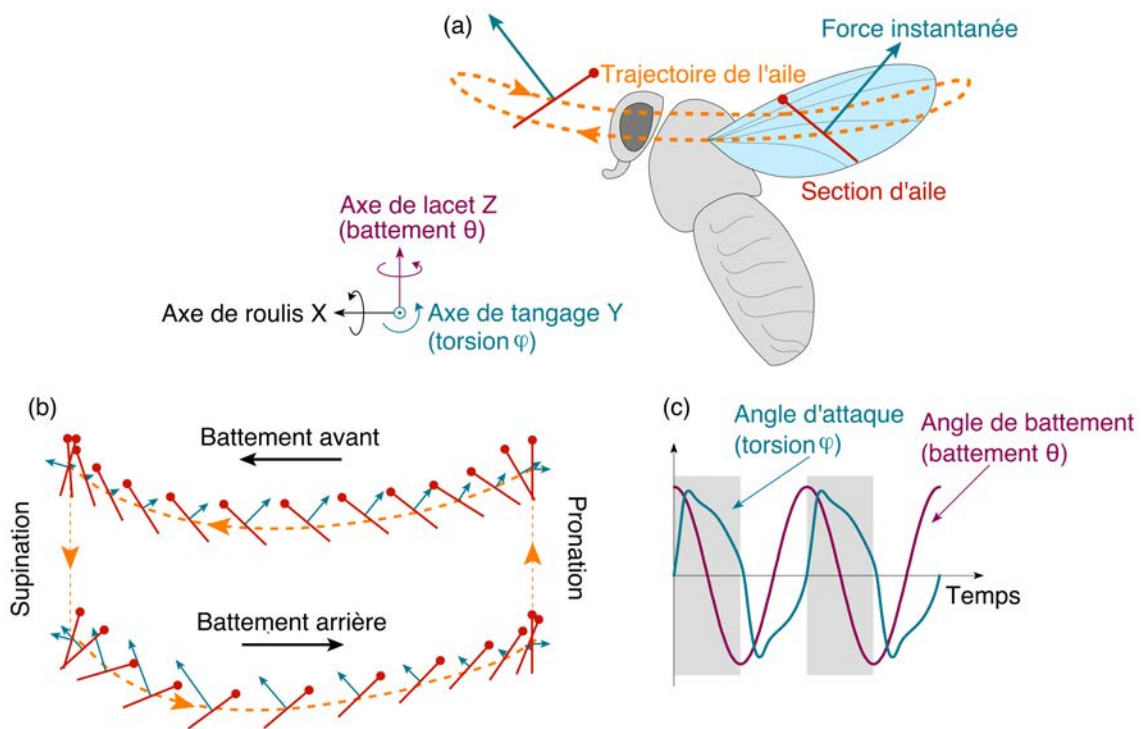 (a)
Force instantanée
Trajectoire de l'aile
Section d'aile
Axe de lacet Z
(battement θ)
Axe de roulis X
Axe de tangage Y
(torsion φ)
(b)
Battement avant
Supination
Pronation
Battement arrière
(c)
Angle d'attaque
(torsion φ)
Angle de battement
(battement θ)
Temps